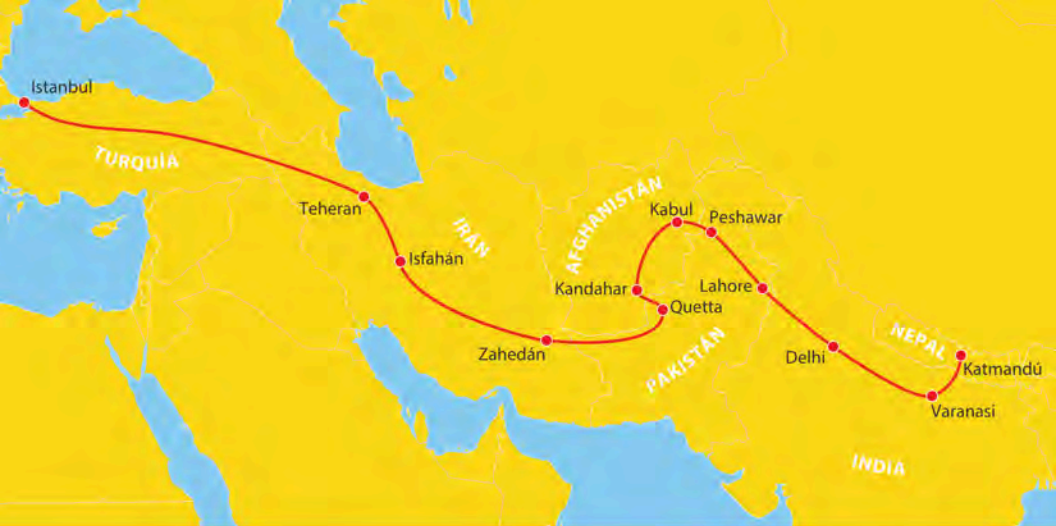 Istanbul
TURQUÍA
Teheran
IRÁN
Isfahán
Zahedán
AFGHANISTÁN
Kabul
Peshawar
Kandahar
Quetta
Lahore
PAKISTÁN
Delhi
NEPAL
Katmandú
Varanasi
INDIA